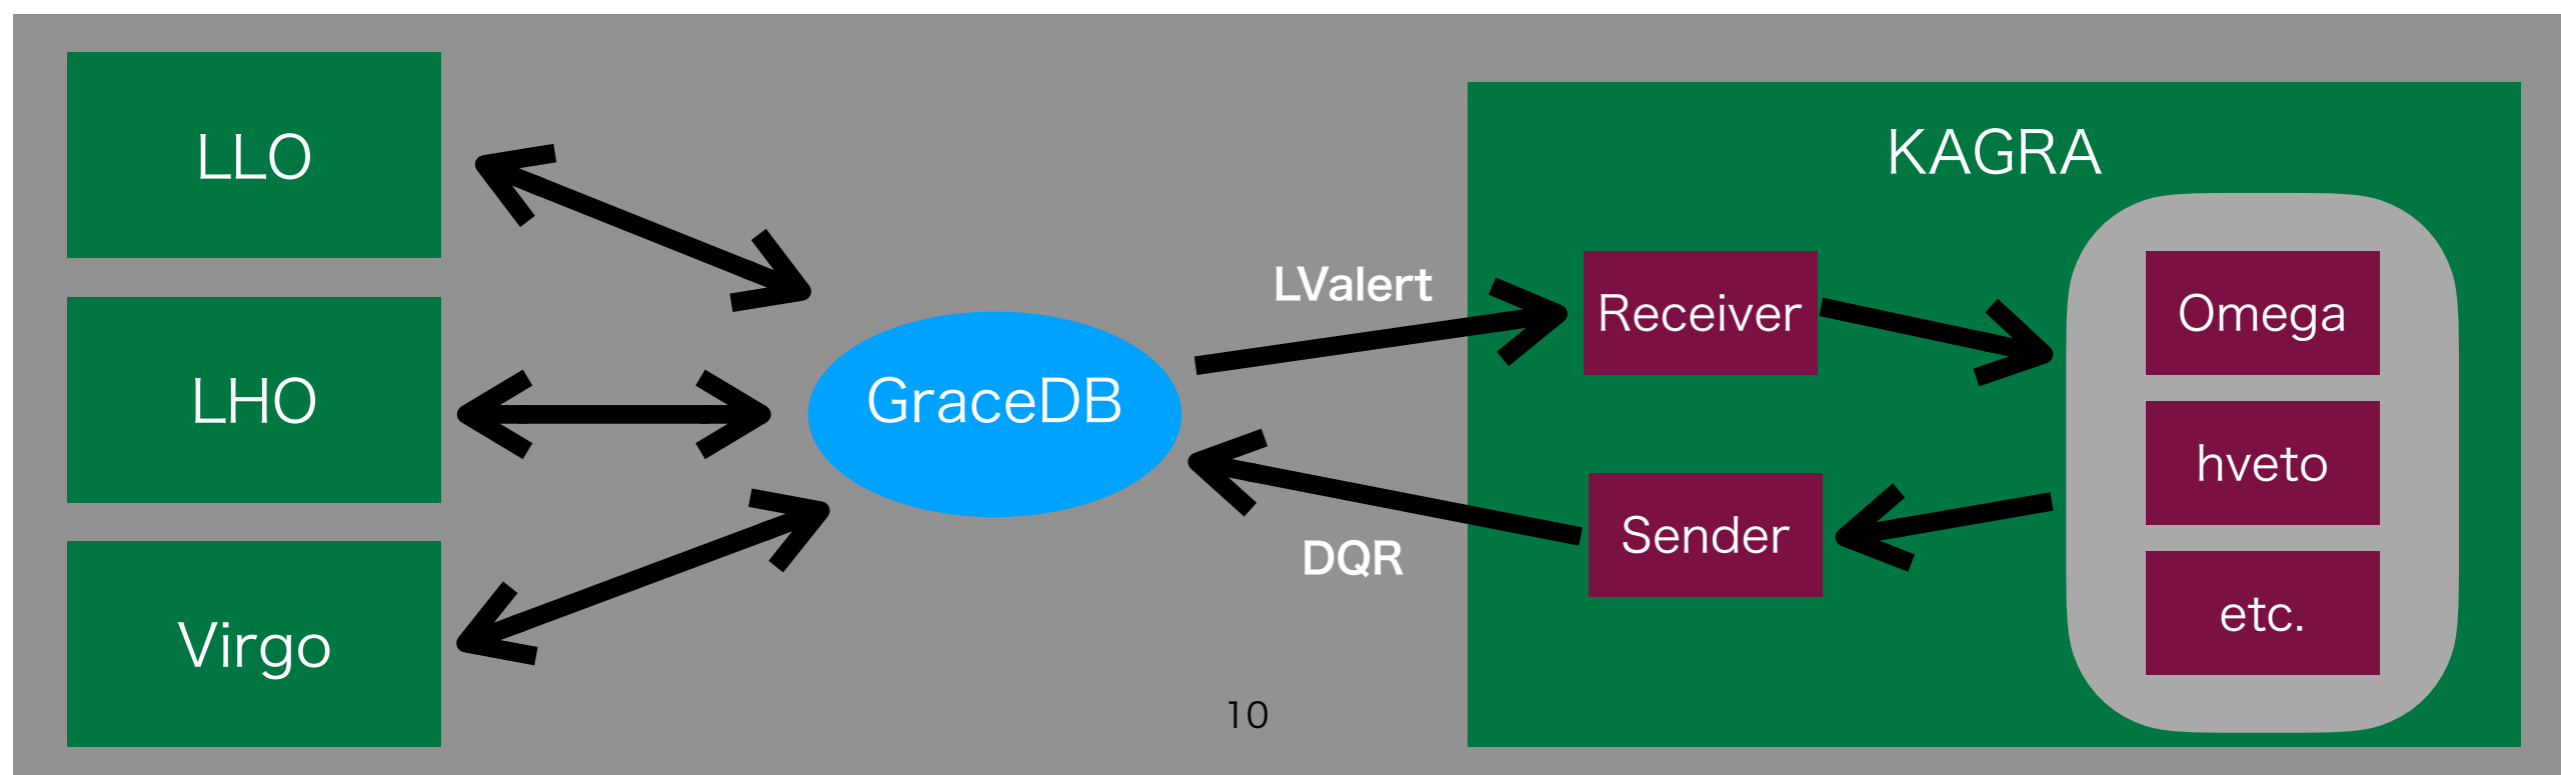 LLO
LHO
Virgo
GraceDB
LValert
DQR
KAGRA
Receiver
Sender
Omega
hveto
etc.
10